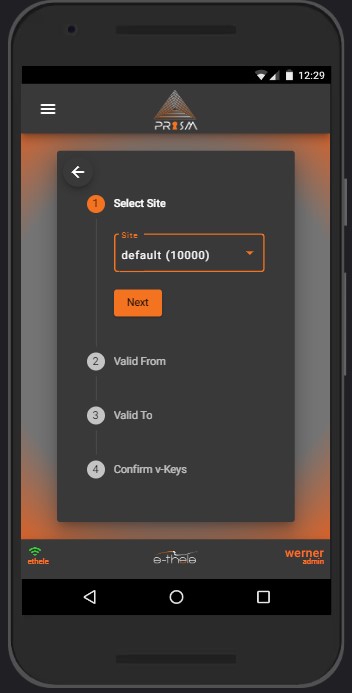 12:29
PRISM
1 Select Site
Site
default (10000)
Next
2 Valid From
3 Valid To
4 Confirm v-Keys
ethele
e-thele
werner
admin